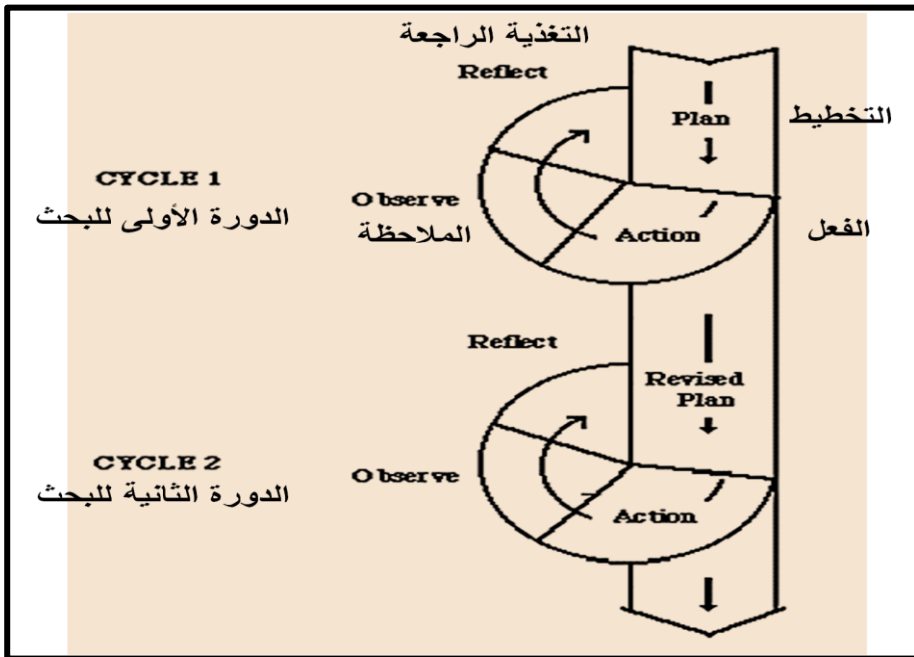 التغذية الراجعة
Reflect
Plan
التخطيط
CYCLE 1
الدورة الأولى للبحث
Observe
الملاحظة
Action
الفعل
Reflect
Revised
Plan
CYCLE 2
الدورة الثانية للبحث
Observe
Action